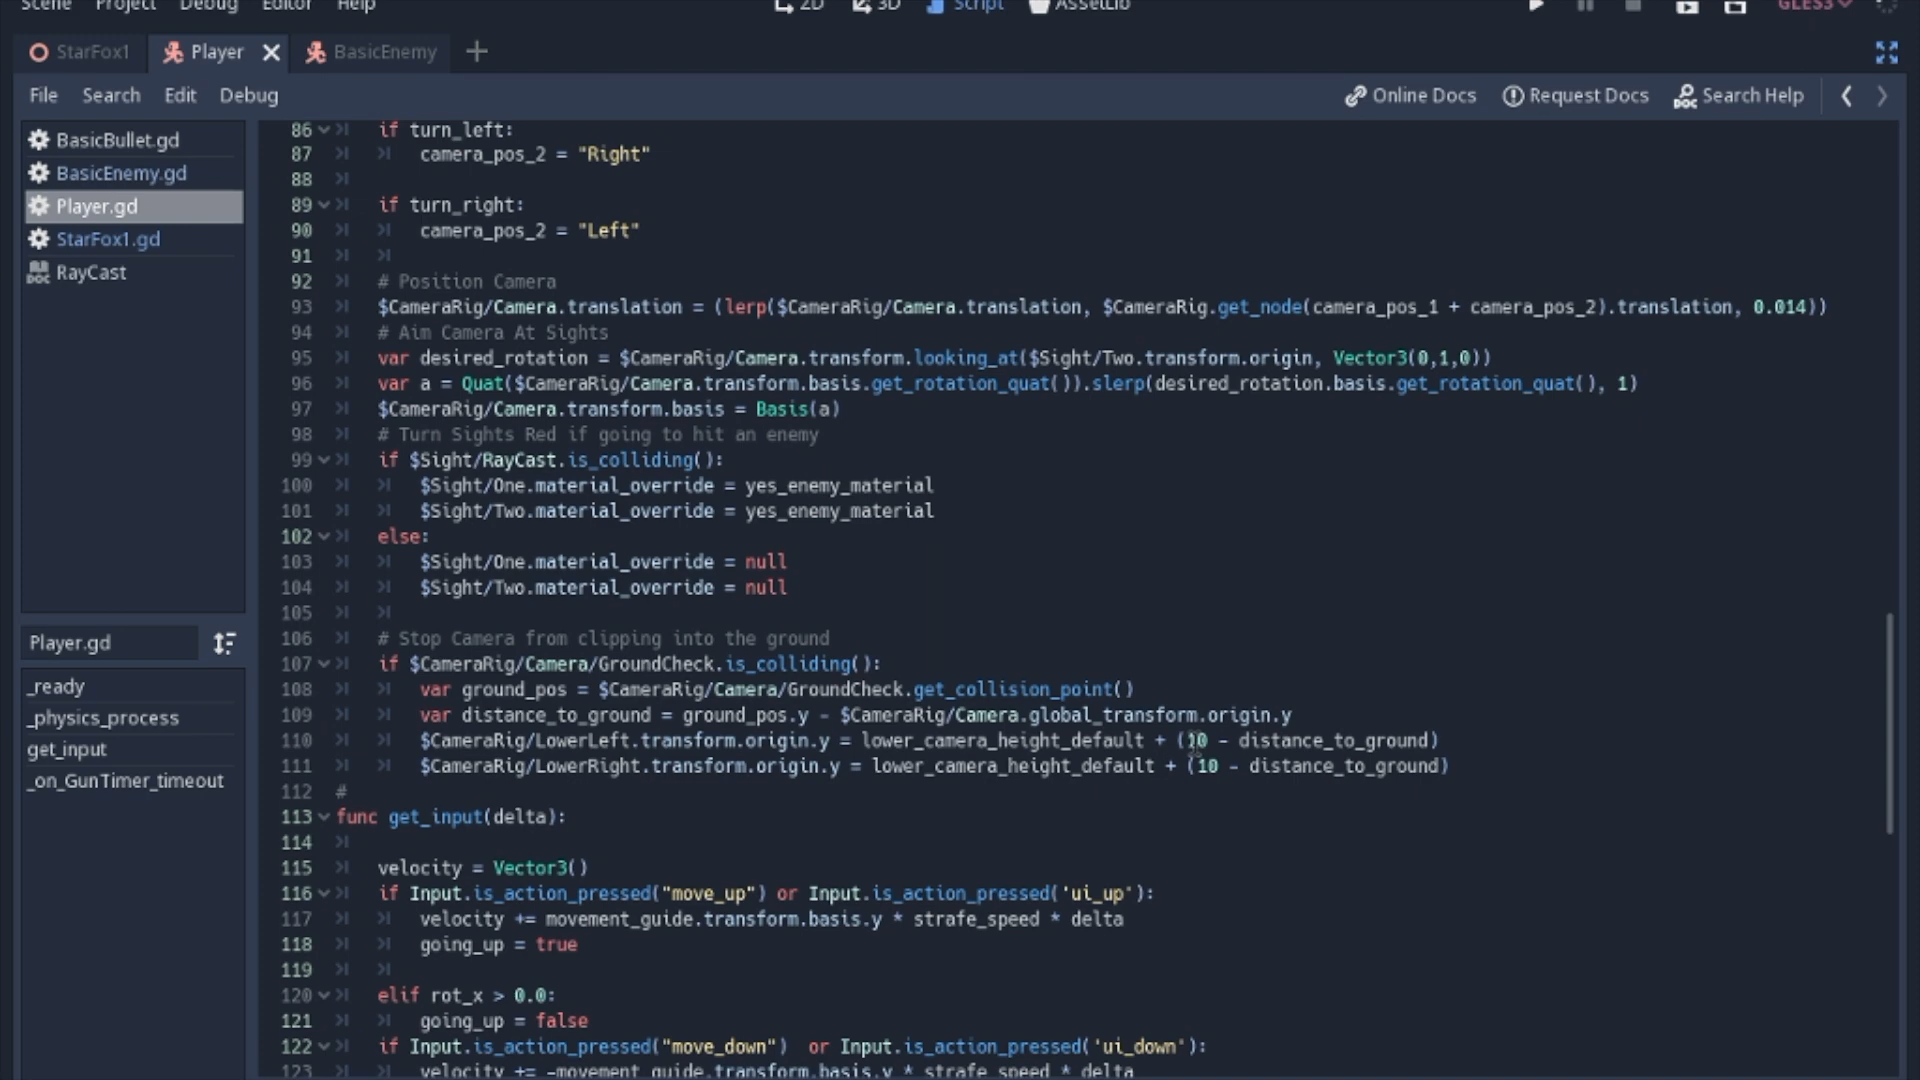 Scene Project Debug Editor Help 2D 3D Script AssetLib GLES3
StarFox1 Player BasicEnemy
File Search Edit Debug Online Docs Request Docs Search Help
BasicBullet.gd
BasicEnemy.gd
Player.gd
StarFox1.gd
RayCast
Player.gd
_ready
_physics_process
get_input
_on_GunTimer_timeout
86 if turn_left:
87 camera_pos_2 = "Right"
88
89 if turn_right:
90 camera_pos_2 = "Left"
91
92 # Position Camera
93 $CameraRig/Camera.translation = (lerp($CameraRig/Camera.translation, $CameraRig.get_node(camera_pos_1 + camera_pos_2).translation, 0.014))
94 # Aim Camera At Sights
95 var desired_rotation = $CameraRig/Camera.transform.looking_at($Sight/Two.transform.origin, Vector3(0,1,0))
96 var a = Quat($CameraRig/Camera.transform.basis.get_rotation_quat()).slerp(desired_rotation.basis.get_rotation_quat(), 1)
97 $CameraRig/Camera.transform.basis = Basis(a)
98 # Turn Sights Red if going to hit an enemy
99 if $Sight/RayCast.is_colliding():
100 $Sight/One.material_override = yes_enemy_material
101 $Sight/Two.material_override = yes_enemy_material
102 else:
103 $Sight/One.material_override = null
104 $Sight/Two.material_override = null
105
106 # Stop Camera from clipping into the ground
107 if $CameraRig/Camera/GroundCheck.is_colliding():
108 var ground_pos = $CameraRig/Camera/GroundCheck.get_collision_point()
109 var distance_to_ground = ground_pos.y - $CameraRig/Camera.global_transform.origin.y
110 $CameraRig/LowerLeft.transform.origin.y = lower_camera_height_default + (10 - distance_to_ground)
111 $CameraRig/LowerRight.transform.origin.y = lower_camera_height_default + (10 - distance_to_ground)
112 #
113 func get_input(delta):
114
115 velocity = Vector3()
116 if Input.is_action_pressed("move_up") or Input.is_action_pressed('ui_up'):
117 velocity += movement_guide.transform.basis.y * strafe_speed * delta
118 going_up = true
119
120 elif rot_x > 0.0:
121 going_up = false
122 if Input.is_action_pressed("move_down") or Input.is_action_pressed('ui_down'):
123 velocity += -movement_guide.transform.basis.y * strafe_speed * delta